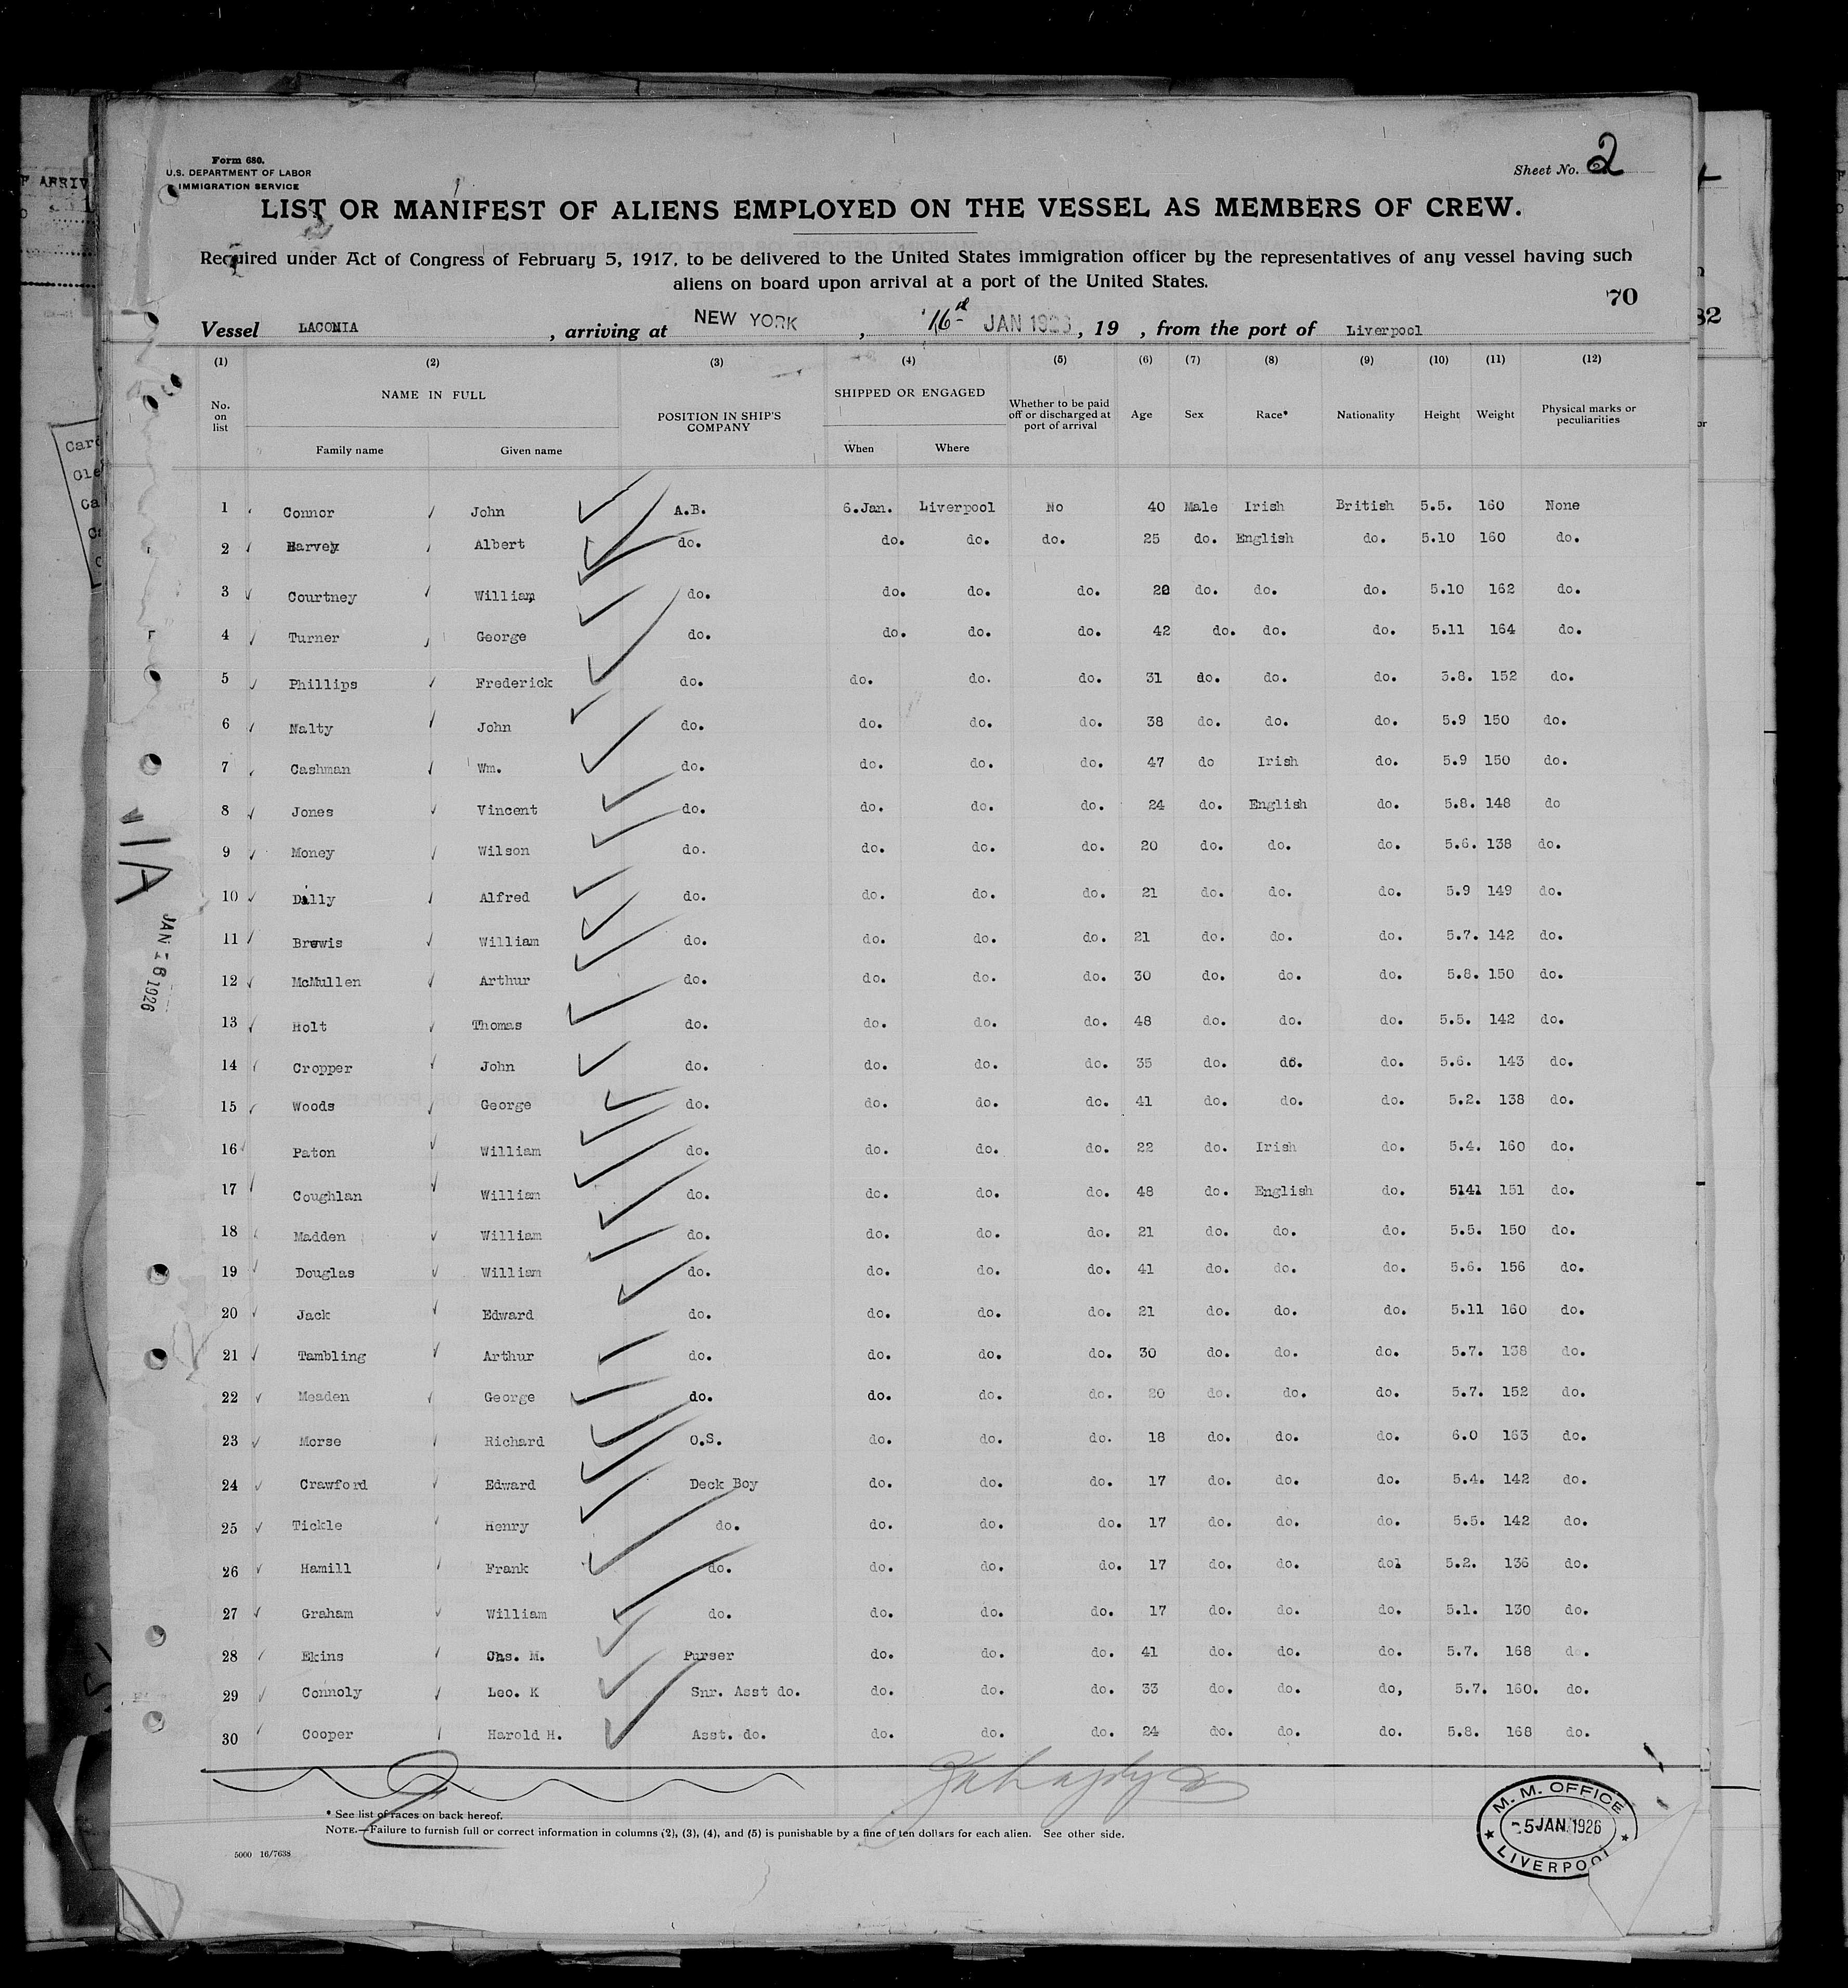 Form 680.
U.S. DEPARTMENT OF LABOR
IMMIGRATION SERVICE
Sheet No. 2
LIST OR MANIFEST OF ALIENS EMPLOYED ON THE VESSEL AS MEMBERS OF CREW.
Required under Act of Congress of February 5, 1917, to be delivered to the United States immigration officer by the representatives of any vessel having such
aliens on board upon arrival at a port of the United States.
70
Vessel LACONIA, arriving at NEW YORK, 16 JAN 1926, 19 , from the port of Liverpool
(1) (2) (3) (4) (5) (6) (7) (8) (9) (10) (11) (12)
No. on list NAME IN FULL Family name Given name POSITION IN SHIP'S COMPANY SHIPPED OR ENGAGED When Where Whether to be paid off or discharged at port of arrival Age Sex Race* Nationality Height Weight Physical marks or peculiarities
1 Connor John A.B. 6.Jan. Liverpool No 40 Male Irish British 5.5. 160 None
2 Harvey Albert do. do. do. do. 25 do. English do. 5.10 160 do.
3 Courtney William do. do. do. do. do. do. do. 5.10 162 do.
4 Turner George do. do. do. do. 42 do. do. do. 5.11 164 do.
5 Phillips Frederick do. do. do. do. 31 do. do. do. 152 do.
6 Nalty John do. do. do. do. 38 do. do. do. 5.9 150 do.
7 Cashman Wm. do. do. do. do. 47 do Irish do. 5.9 150 do.
8 Jones Vincent do. do. do. do. 24 do. English do. 5.8. 148 do
9 Money Wilson do. do. do. do. 20 do. do. do. 5.6. 138 do.
10 Dilly Alfred do. do. do. do. 21 do. do. do. 5.9 149 do.
11 Brewis William do. do. do. do. 21 do. do. do. 5.7. 142 do.
12 McMullen Arthur do. do. do. do. 30 do. do. do. 5.8. 150 do.
13 Holt Thomas do. do. do. do. 48 do. do. do. 5.5. 142 do.
14 Cropper John do. do. do. do. 35 do. do. do. 5.6. 143 do.
15 Woods George do. do. do. do. 41 do. do. do. 5.2. 138 do.
16 Paton William do. do. do. do. 22 do. Irish do. 5.4. 160 do.
17 Coughlan William do. do. do. do. 48 do. English do. 5141 151 do.
18 Madden William do. do. do. do. 21 do. do. do. 5.5. 150 do.
19 Douglas William do. do. do. do. 41 do. do. do. 5.6. 156 do.
20 Jack Edward do. do. do. do. 21 do. do. do. 5.11 160 do.
21 Tambling Arthur do. do. do. do. 30 do. do. do. 5.7. 138 do.
22 Meaden George do. do. do. do. 20 do. do. do. 5.7. 152 do.
23 Morse Richard O.S. do. do. do. 18 do. do. do. 6.0 163 do.
24 Crawford Edward Deck Boy do. do. do. 17 do. do. do. 5.4. 142 do.
25 Tickle Henry do. do. do. do. 17 do. do. do. 5.5. 142 do.
26 Hamill Frank do. do. do. do. 17 do. do. do1 5.2. 136 do.
27 Graham William do. do. do. do. 17 do. do. do. 5.1. 130 do.
28 Ekins Chs. M. Purser do. do. do. 41 do. do. do. 5.7. 168 do.
29 Connoly Leo. K Snr. Asst do. do. do. do. 33 do. do. do, 5.7. 160. do.
30 Cooper Harold H. Asst. do. do. do. do. 24 do. do. do. 5.8. 168 do.
* See list of races on back hereof.
NOTE.—Failure to furnish full or correct information in columns (2), (3), (4), and (5) is punishable by a fine of ten dollars for each alien. See other side.
5000 16/7638
M. M. OFFICE
5 JAN 1926
LIVERPOOL